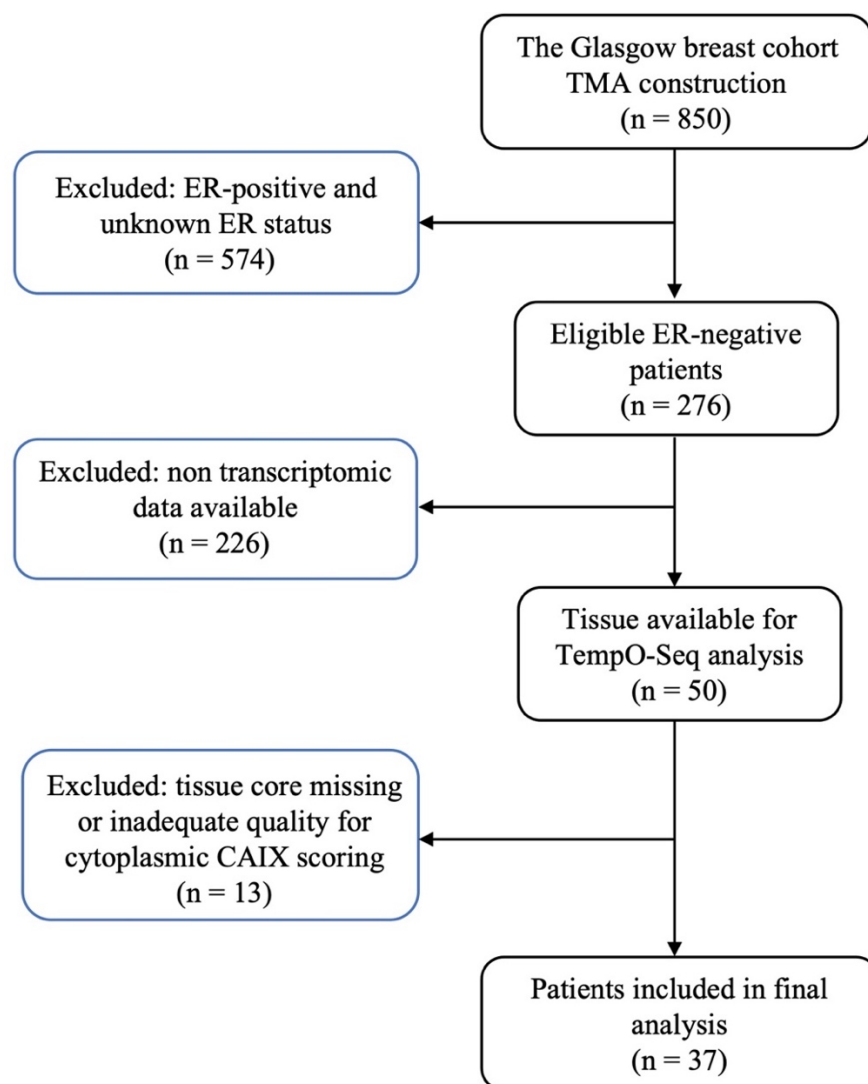 The Glasgow breast cohort
TMA construction
(n = 850)
Excluded: ER-positive and
unknown ER status
(n = 574)
Eligible ER-negative
patients
(n = 276)
Excluded: non transcriptomic
data available
(n = 226)
Tissue available for
TempO-Seq analysis
(n = 50)
Excluded: tissue core missing
or inadequate quality for
cytoplasmic CAIX scoring
(n = 13)
Patients included in final
analysis
(n = 37)